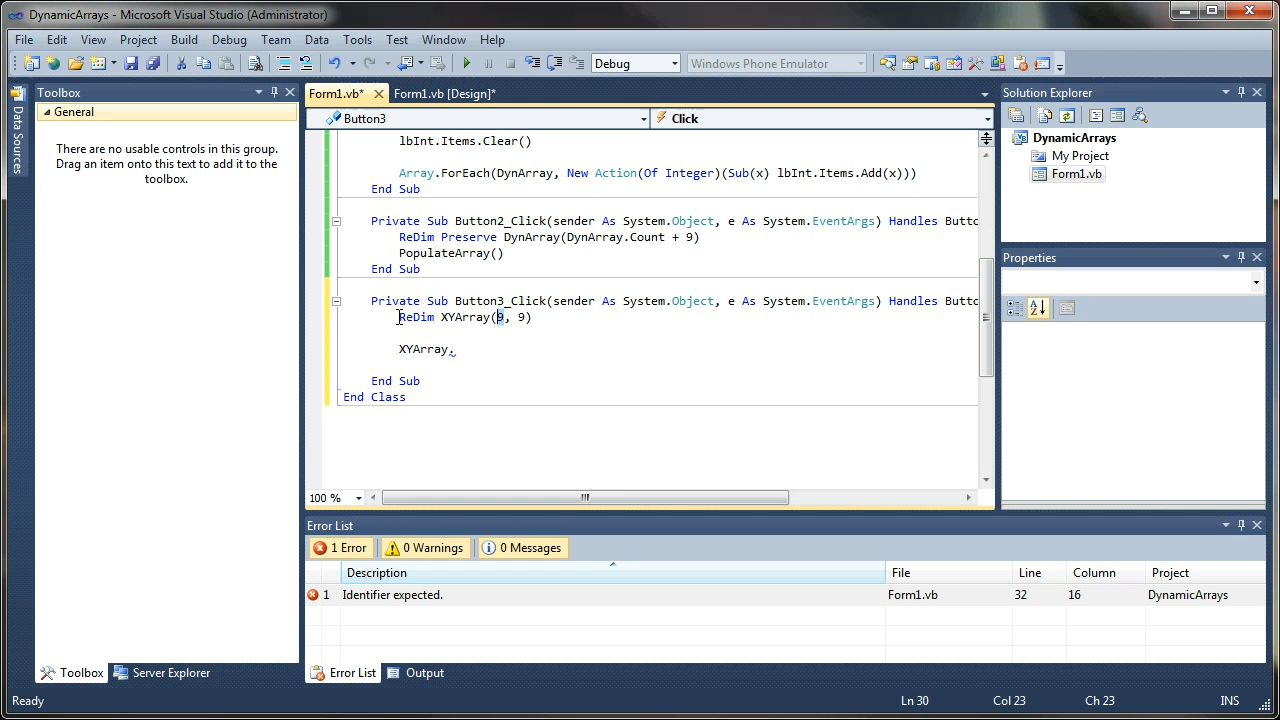 DynamicArrays - Microsoft Visual Studio (Administrator)
File Edit View Project Build Debug Team Data Tools Test Window Help
Debug Windows Phone Emulator
Data Sources
Toolbox
General
There are no usable controls in this group.
Drag an item onto this text to add it to the
toolbox.
Form1.vb* Form1.vb [Design]*
Button3 Click
lbInt.Items.Clear()
Array.ForEach(DynArray, New Action(Of Integer)(Sub(x) lbInt.Items.Add(x)))
End Sub
Private Sub Button2_Click(sender As System.Object, e As System.EventArgs) Handles Butto
ReDim Preserve DynArray(DynArray.Count + 9)
PopulateArray()
End Sub
Private Sub Button3_Click(sender As System.Object, e As System.EventArgs) Handles Butto
ReDim XYArray(9, 9)
XYArray.
End Sub
End Class
100 %
Solution Explorer
DynamicArrays
My Project
Form1.vb
Properties
Error List
1 Error 0 Warnings 0 Messages
Description File Line Column Project
1 Identifier expected. Form1.vb 32 16 DynamicArrays
Toolbox Server Explorer
Error List Output
Ready Ln 30 Col 23 Ch 23 INS